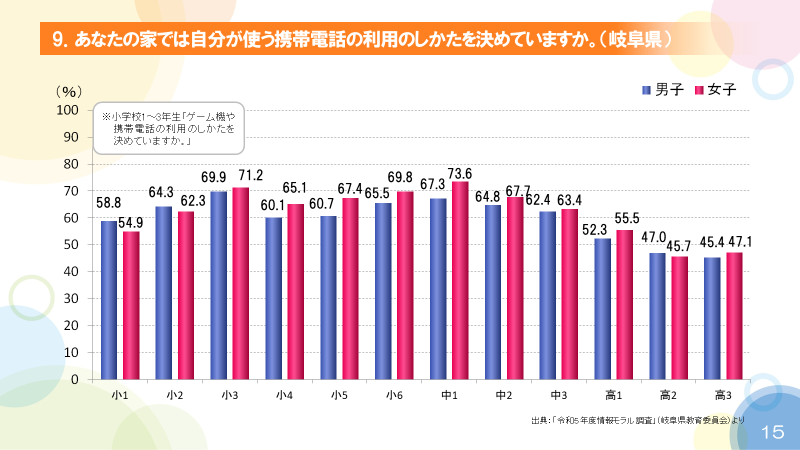 9. あなたの家では自分が使う携帯電話の利用のしかたを決めていますか。（岐阜県）
（%）
男子 女子
※小学校1～3年生「ゲーム機や
携帯電話の利用のしかたを
決めていますか。」
100
90
80
70
60
50
40
30
20
10
0
58.8 54.9 64.3 62.3 69.9 71.2 60.1 65.1 60.7 67.4 65.5 69.8 67.3 73.6 64.8 67.7 62.4 63.4 52.3 55.5 47.0 45.7 45.4 47.1
小1 小2 小3 小4 小5 小6 中1 中2 中3 高1 高2 高3
出典：「令和5年度情報モラル調査」（岐阜県教育委員会）より
15